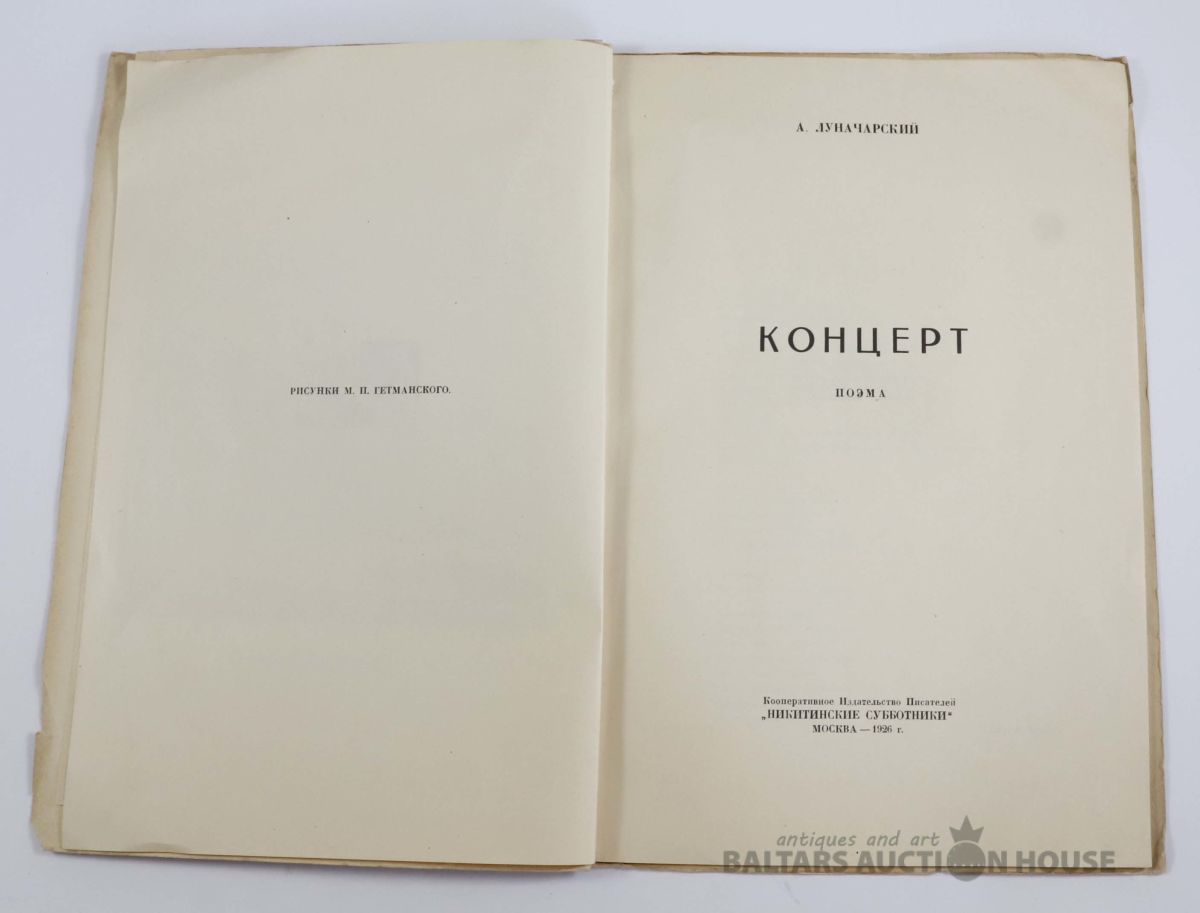 РИСУНКИ М. П. ГЕТМАНСКОГО.
А. ЛУНАЧАРСКИЙ
КОНЦЕРТ
ПОЭМА
Кооперативное Издательство Писателей
„НИКИТИНСКИЕ СУББОТНИКИ"
МОСКВА — 1926 г.
antiques and art
BALTARS AUCTION HOUSE